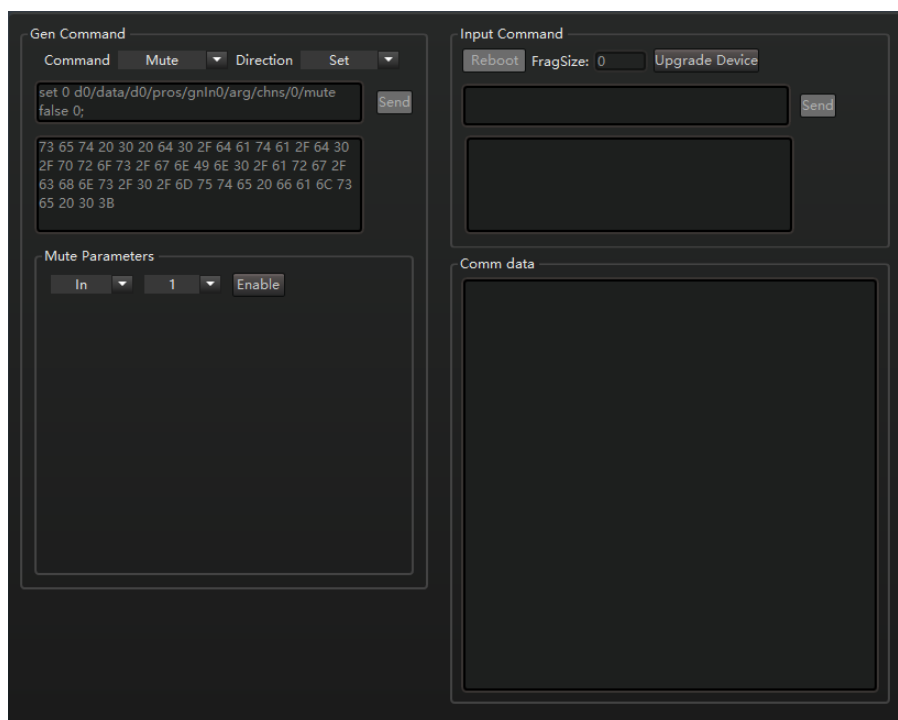 Gen Command
Command Mute Direction Set
set 0 d0/data/d0/pros/gnIn0/arg/chns/0/mute
false 0;
Send
73 65 74 20 30 20 64 30 2F 64 61 74 61 2F 64 30
2F 70 72 6F 73 2F 67 6E 49 6E 30 2F 61 72 67 2F
63 68 6E 73 2F 30 2F 6D 75 74 65 20 66 61 6C 73
65 20 30 3B
Mute Parameters
In 1 Enable
Input Command
Reboot FragSize: 0 Upgrade Device
Send
Comm data